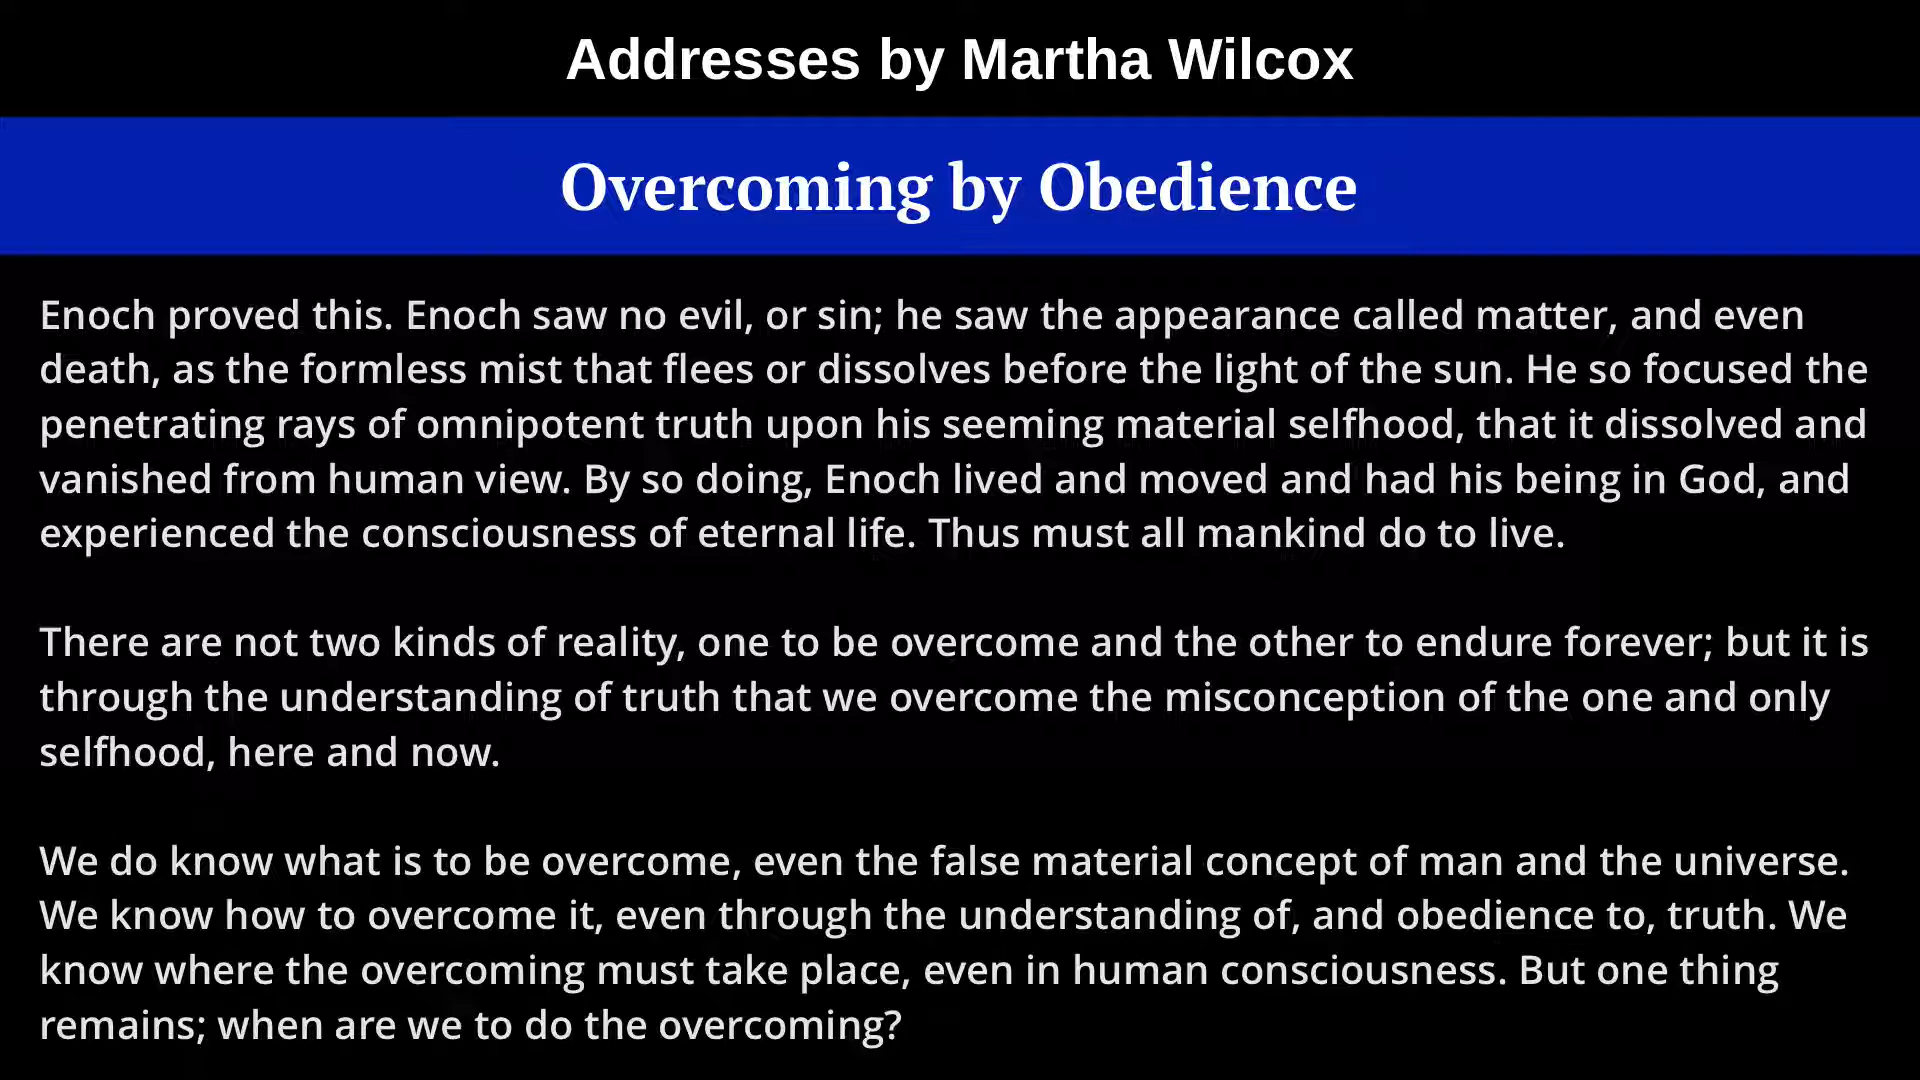 Addresses by Martha Wilcox
Overcoming by Obedience
Enoch proved this. Enoch saw no evil, or sin; he saw the appearance called matter, and even
death, as the formless mist that flees or dissolves before the light of the sun. He so focused the
penetrating rays of omnipotent truth upon his seeming material selfhood, that it dissolved and
vanished from human view. By so doing, Enoch lived and moved and had his being in God, and
experienced the consciousness of eternal life. Thus must all mankind do to live.
There are not two kinds of reality, one to be overcome and the other to endure forever; but it is
through the understanding of truth that we overcome the misconception of the one and only
selfhood, here and now.
We do know what is to be overcome, even the false material concept of man and the universe.
We know how to overcome it, even through the understanding of, and obedience to, truth. We
know where the overcoming must take place, even in human consciousness. But one thing
remains; when are we to do the overcoming?